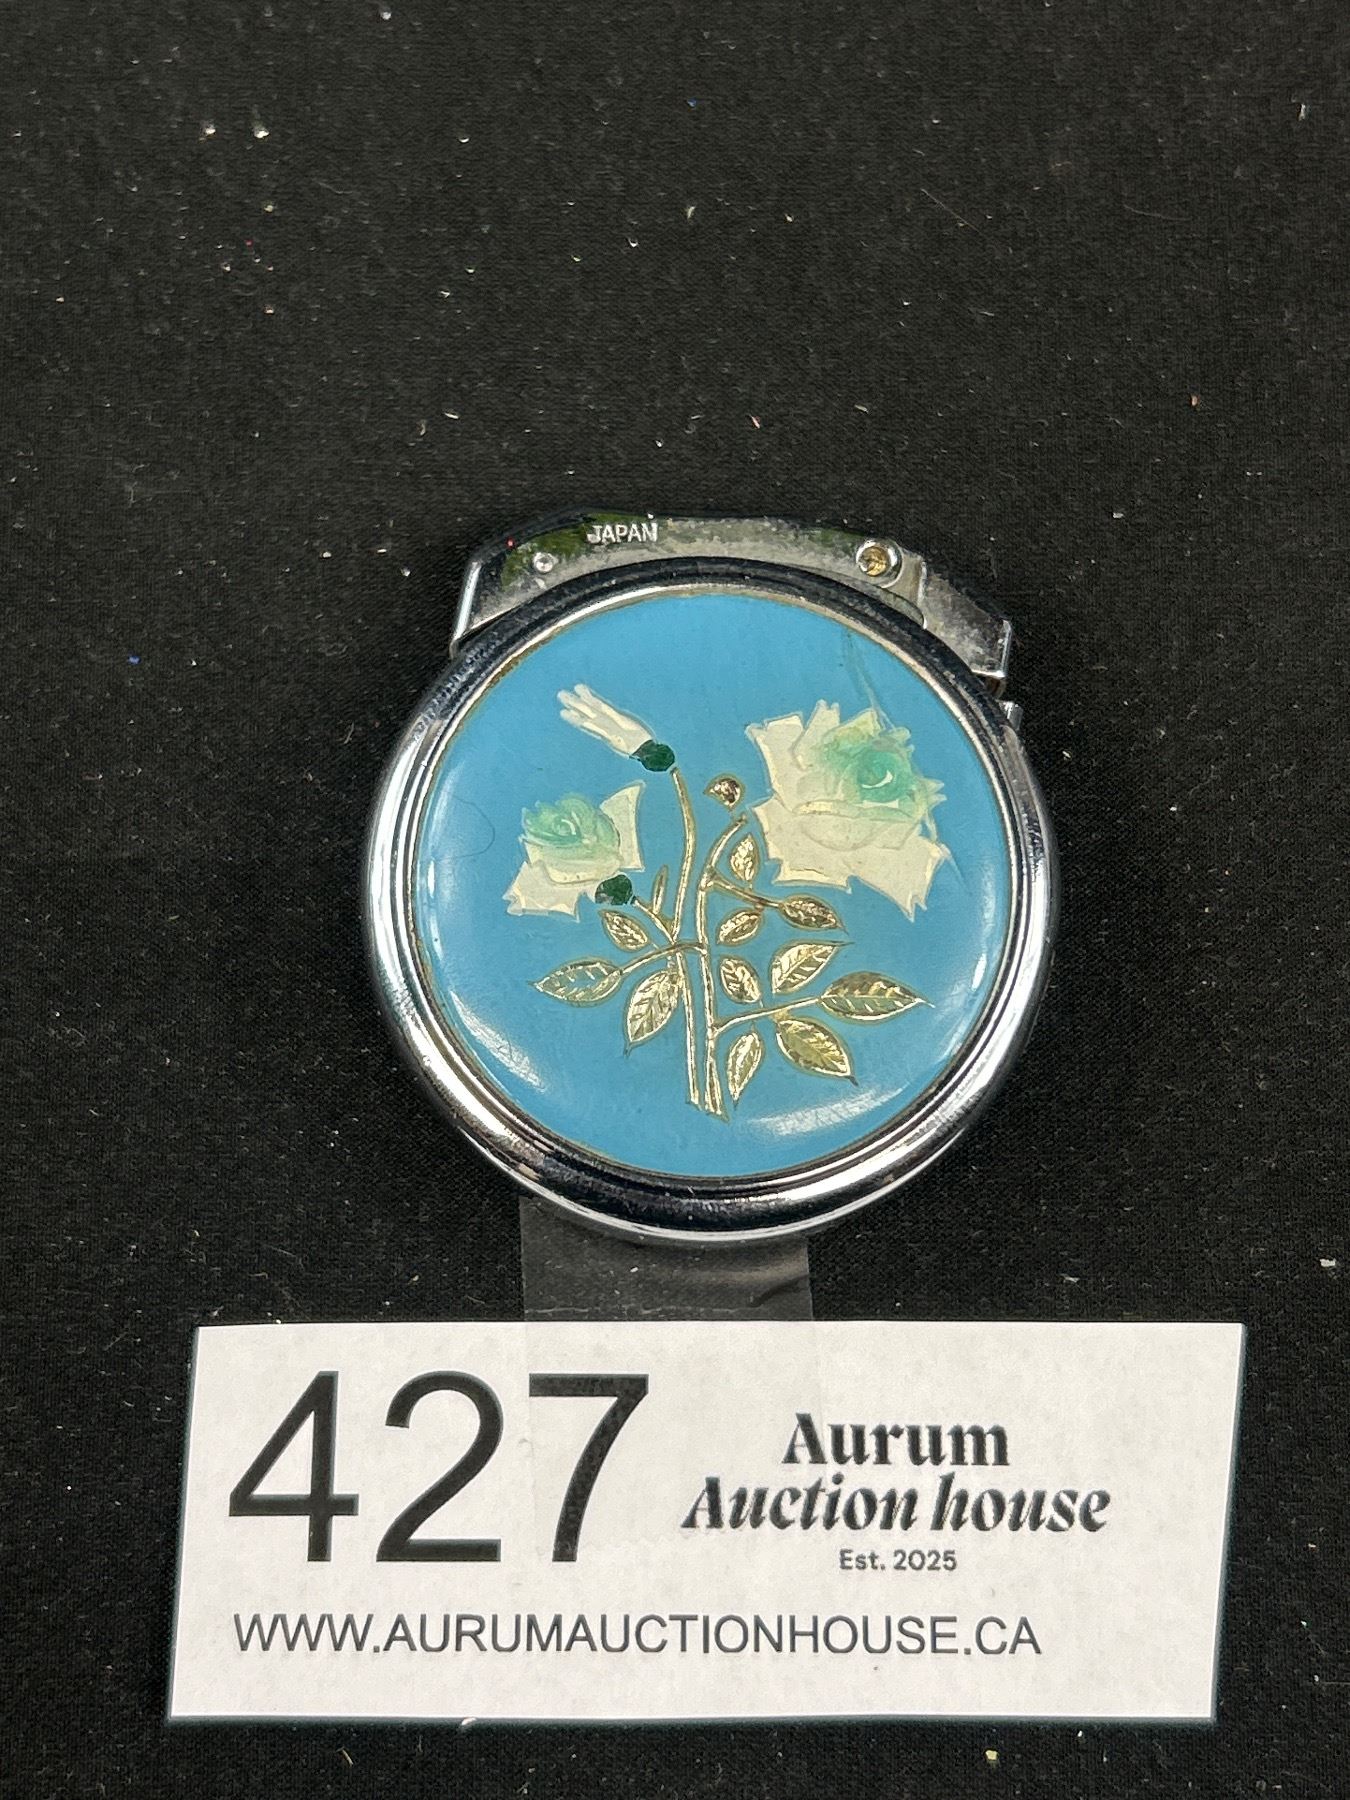 JAPAN
427
Aurum
Auction house
Est. 2025
WWW.AURUMAUCTIONHOUSE.CA